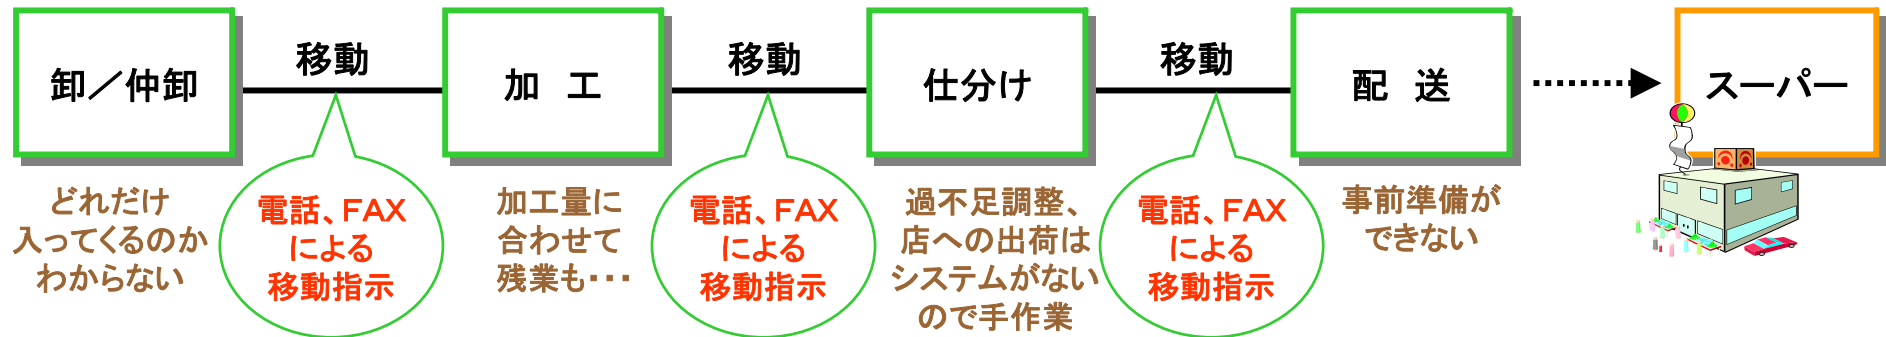 卸／仲卸
移動
加　工
移動
仕分け
移動
配　送
スーパー
どれだけ
入ってくるのか
わからない
電話、FAX
による
移動指示
加工量に
合わせて
残業も・・・
電話、FAX
による
移動指示
過不足調整、
店への出荷は
システムがない
ので手作業
電話、FAX
による
移動指示
事前準備が
できない